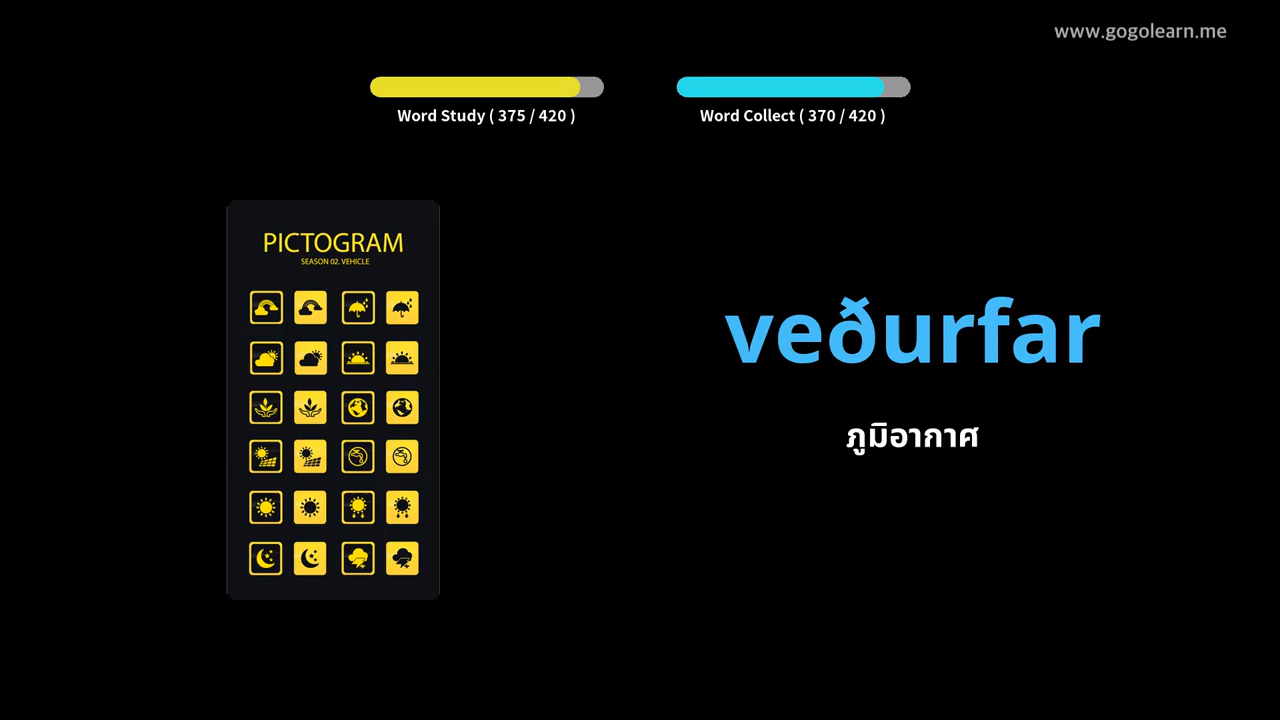 www.gogolearn.me
Word Study ( 375 / 420 )
Word Collect ( 370 / 420 )
PICTOGRAM
SEASON 02. VEHICLE
veðurfar
ภูมิอากาศ